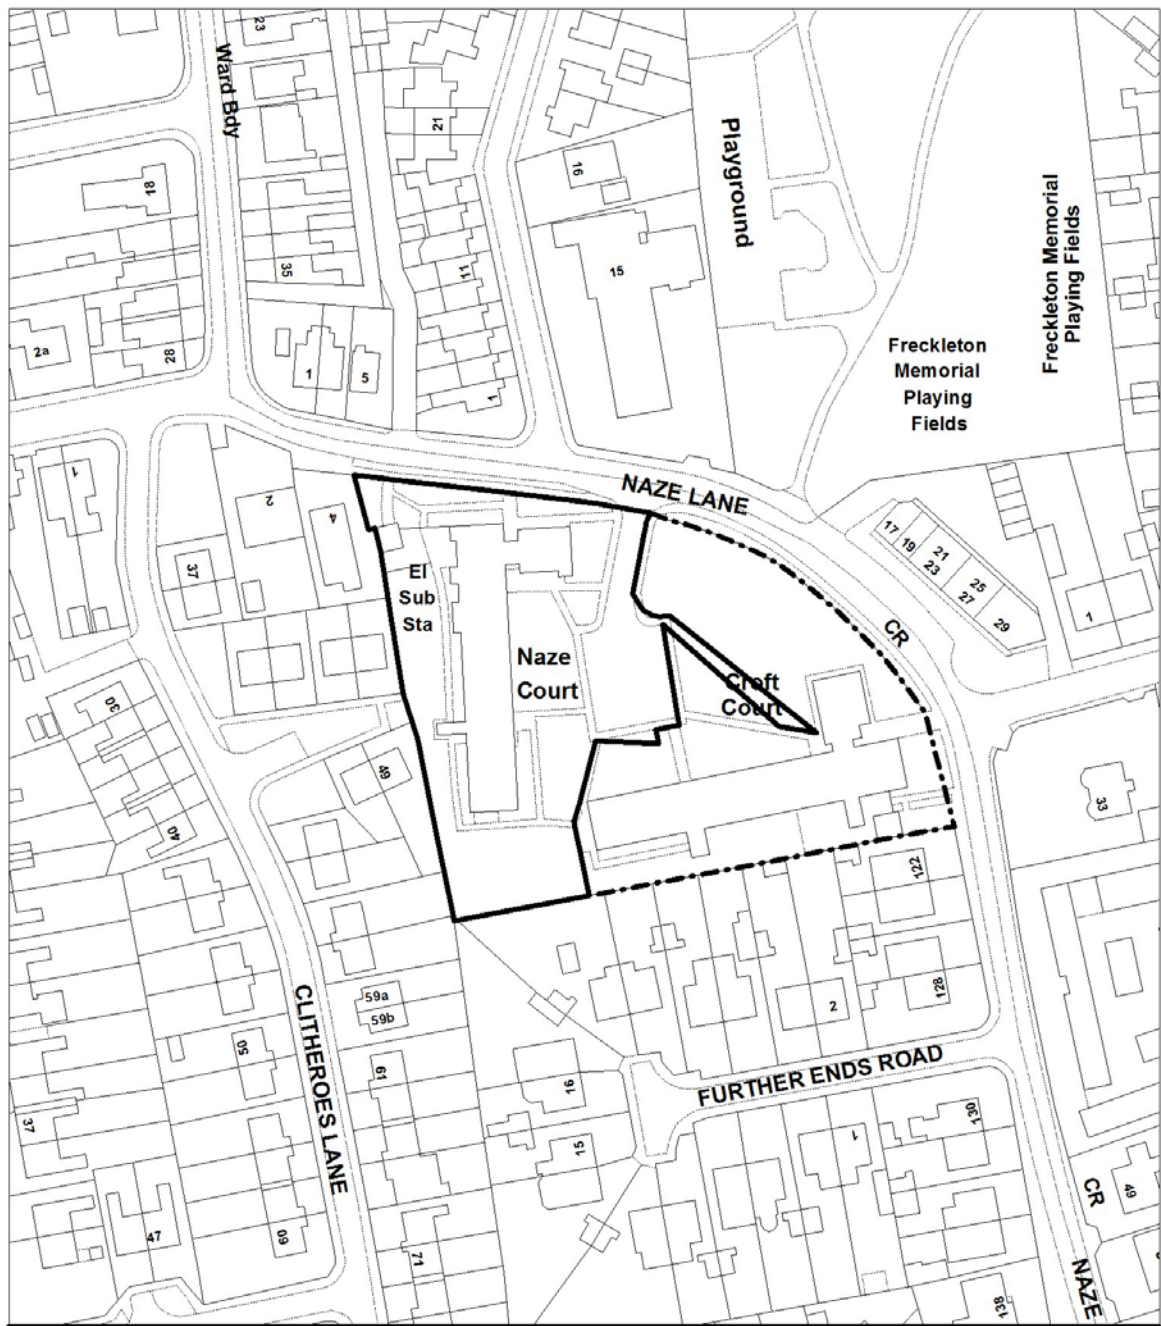 23
Ward Bdy
21
16
Playground
18
Freckleton Memorial
Playing Fields
35
11
15
2a
28
1
5
1
Freckleton
Memorial
Playing
Fields
1
2
4
NAZE LANE
17
19
21
23
25
27
29
1
37
El
Sub
Sta
CR
Naze
Court
Croft
Court
30
49
40
33
122
59a
59b
2
128
CLITHEROES LANE
50
61
16
FURTHER ENDS ROAD
37
15
1
130
CR
49
47
60
71
NAZE
138